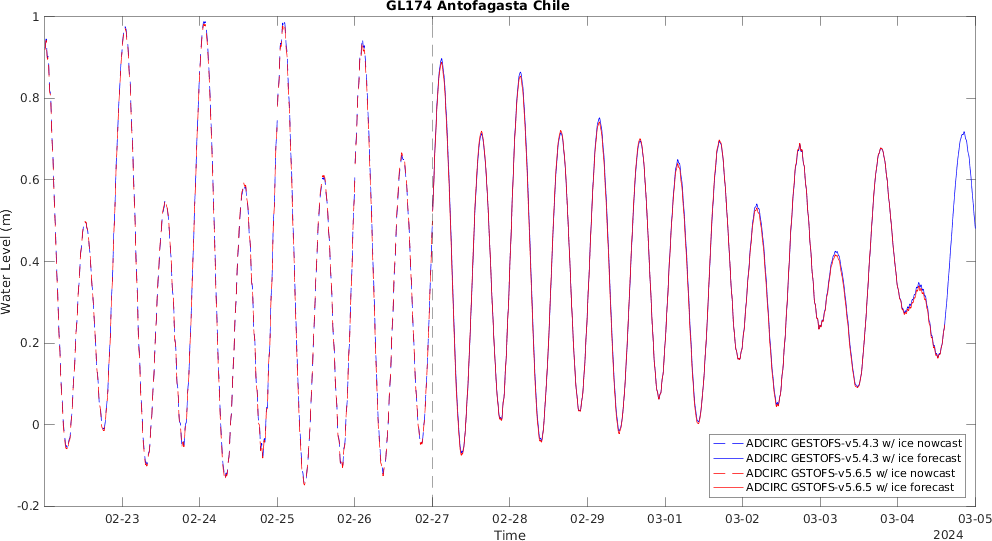 GL174 Antofagasta Chile
Water Level (m)
1
0.8
0.6
0.4
0.2
0
-0.2
ADCIRC GESTOFS-v5.4.3 w/ ice nowcast
ADCIRC GESTOFS-v5.4.3 w/ ice forecast
ADCIRC GSTOFS-v5.6.5 w/ ice nowcast
ADCIRC GSTOFS-v5.6.5 w/ ice forecast
02-23 02-24 02-25 02-26 02-27 02-28 02-29 03-01 03-02 03-03 03-04 03-05
Time
2024